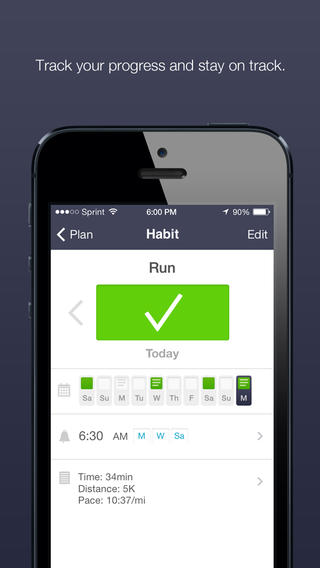 Track your progress and stay on track.
Sprint 6:00 PM 90%
Plan Habit Edit
Run
Today
Sa Su M Tu W Th F Sa Su M
6:30 AM M W Sa
Time: 34min
Distance: 5K
Pace: 10:37/mi